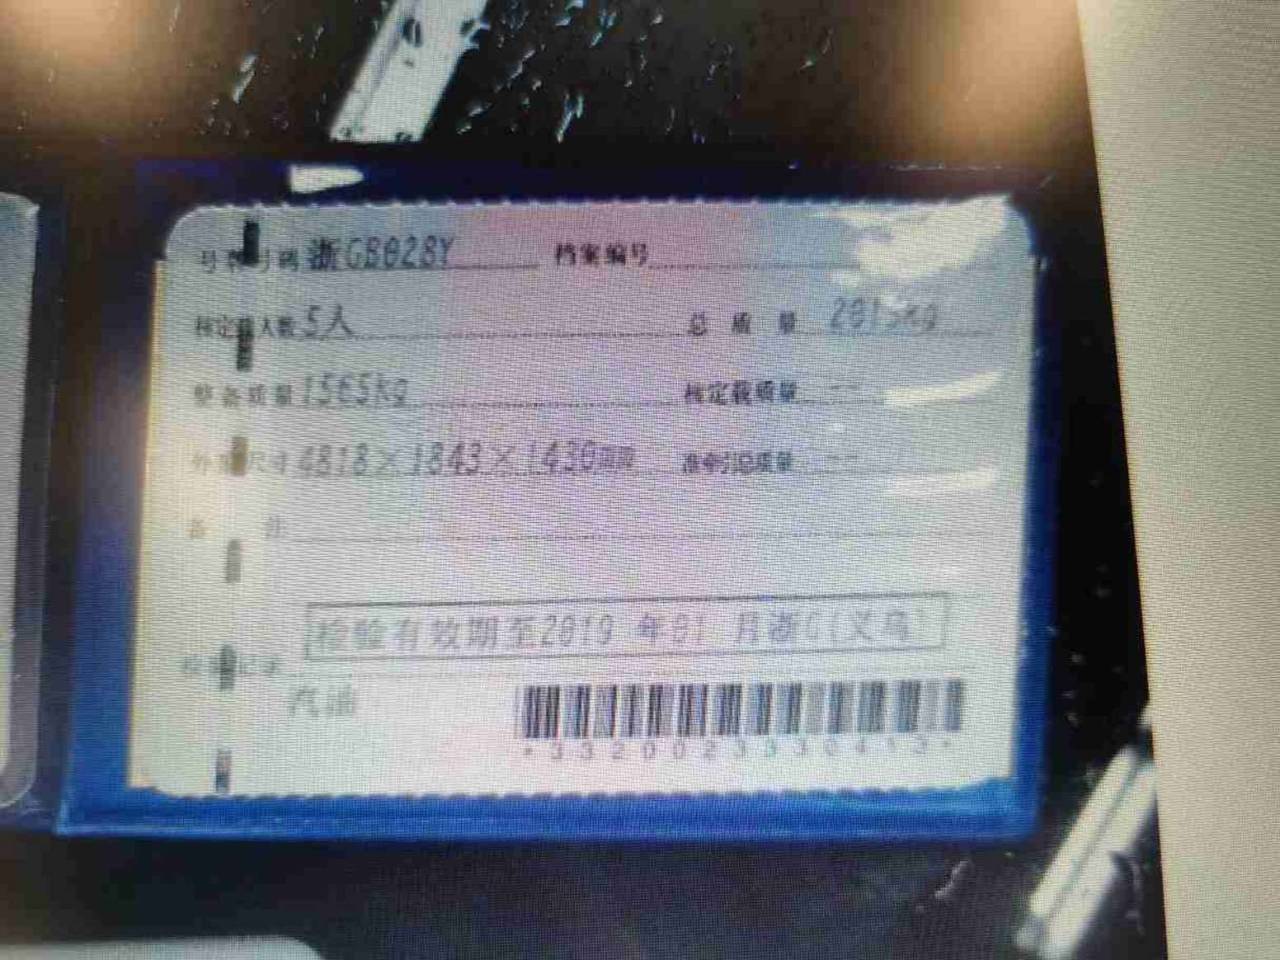 号牌号码 浙GB828Y 档案编号
核定载人数 5人 总质量 2015kg
整备质量 1565kg 核定载质量 --
外廓尺寸 4818×1843×1430mm 准牵引总质量 --
备注
检验有效期至2019年01月浙G(义乌)
检验记录
汽油
*3320023330413*